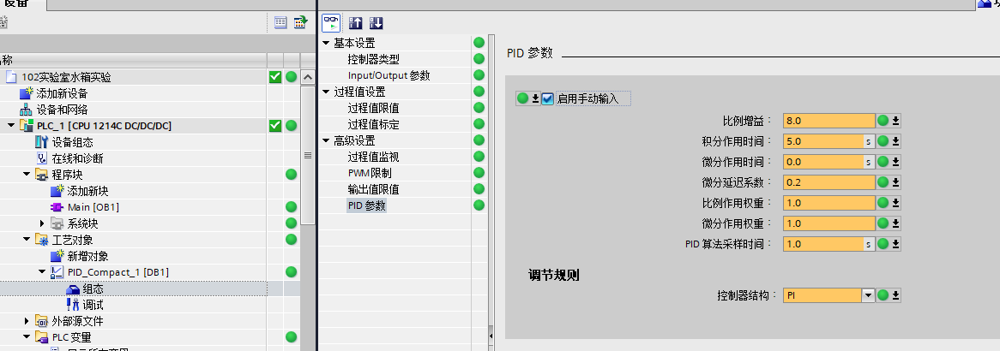 设备
名称
102实验室水箱实验
添加新设备
设备和网络
PLC_1 [CPU 1214C DC/DC/DC]
设备组态
在线和诊断
程序块
添加新块
Main [OB1]
系统块
工艺对象
新增对象
PID_Compact_1 [DB1]
组态
调试
外部源文件
PLC 变量
基本设置
控制器类型
Input/Output 参数
过程值设置
过程值限值
过程值标定
高级设置
过程值监视
PWM 限制
输出值限值
PID 参数
PID 参数
启用手动输入
比例增益： 8.0
积分作用时间： 5.0 s
微分作用时间： 0.0 s
微分延迟系数： 0.2
比例作用权重： 1.0
微分作用权重： 1.0
PID 算法采样时间： 1.0 s
调节规则
控制器结构： PI